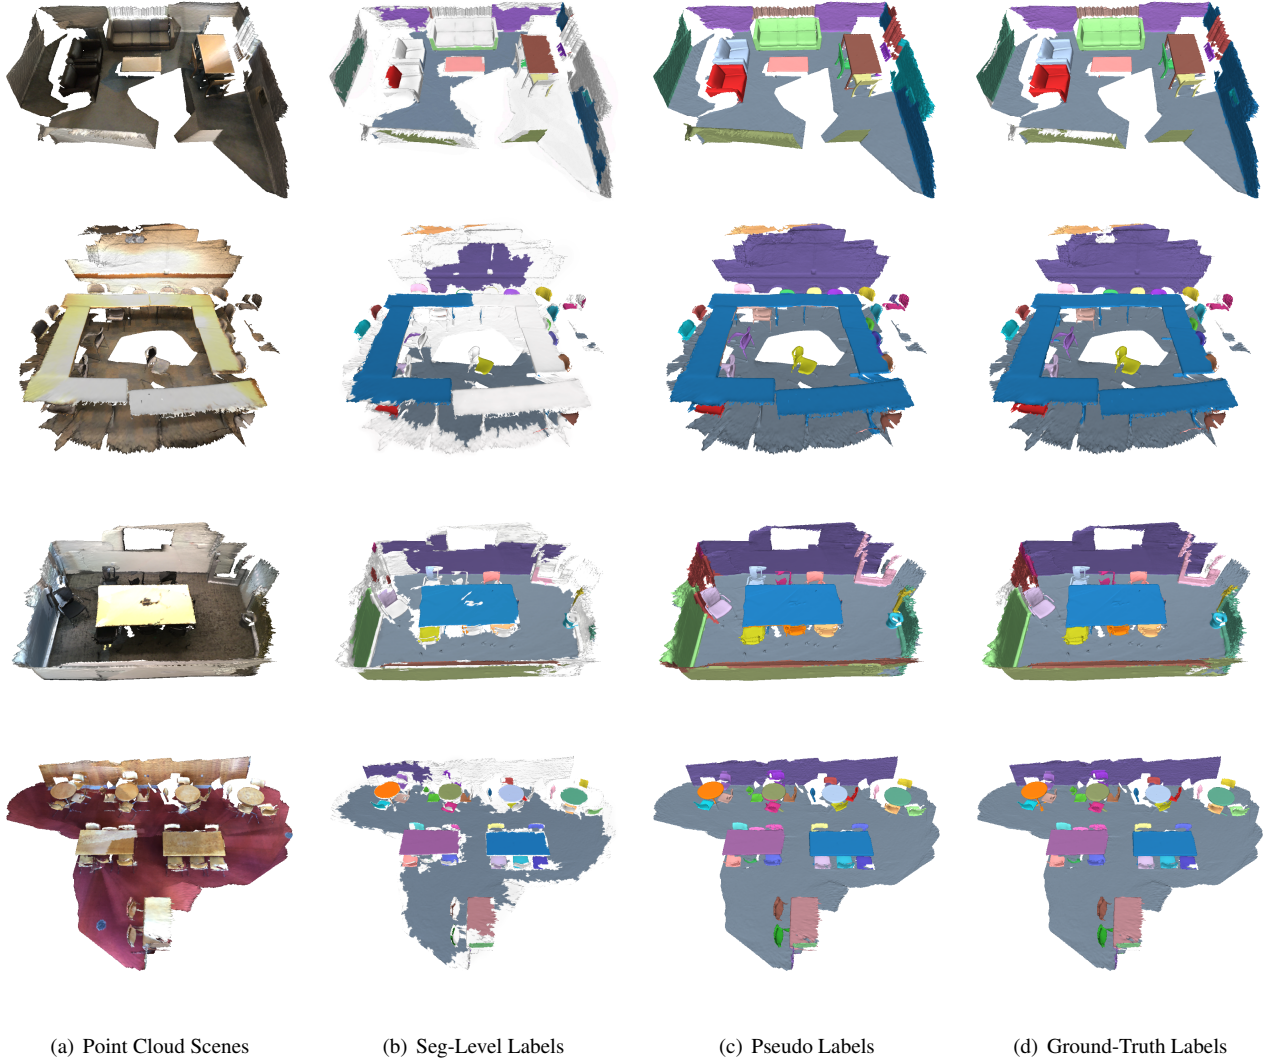 (a) Point Cloud Scenes
(b) Seg-Level Labels
(c) Pseudo Labels
(d) Ground-Truth Labels